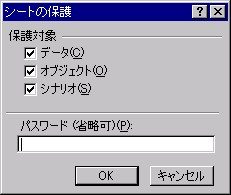 シートの保護
保護対象
データ(C)
オブジェクト(O)
シナリオ(S)
パスワード (省略可)(P):
OK
キャンセル